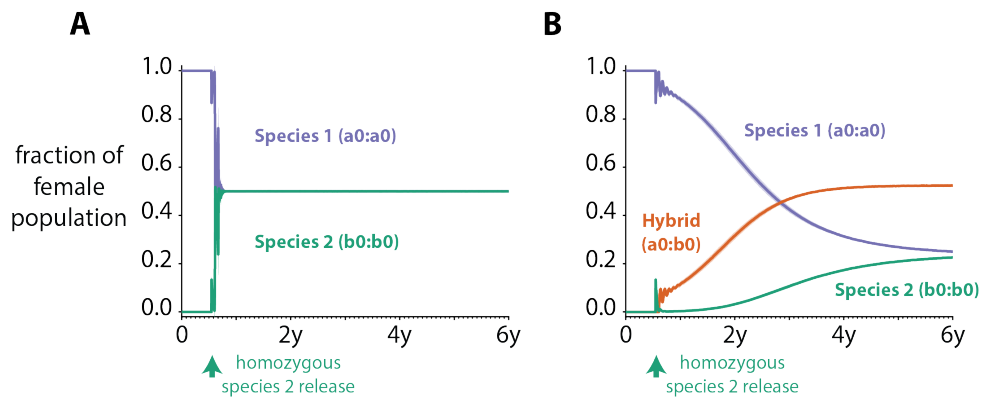 A
fraction of
female
population
1.0
0.8
0.6
0.4
0.2
0.0
Species 1 (a0:a0)
Species 2 (b0:b0)
0
2y
4y
6y
homozygous
species 2 release
B
1.0
0.8
0.6
0.4
0.2
0.0
Species 1 (a0:a0)
Hybrid
(a0:b0)
Species 2 (b0:b0)
0
2y
4y
6y
homozygous
species 2 release